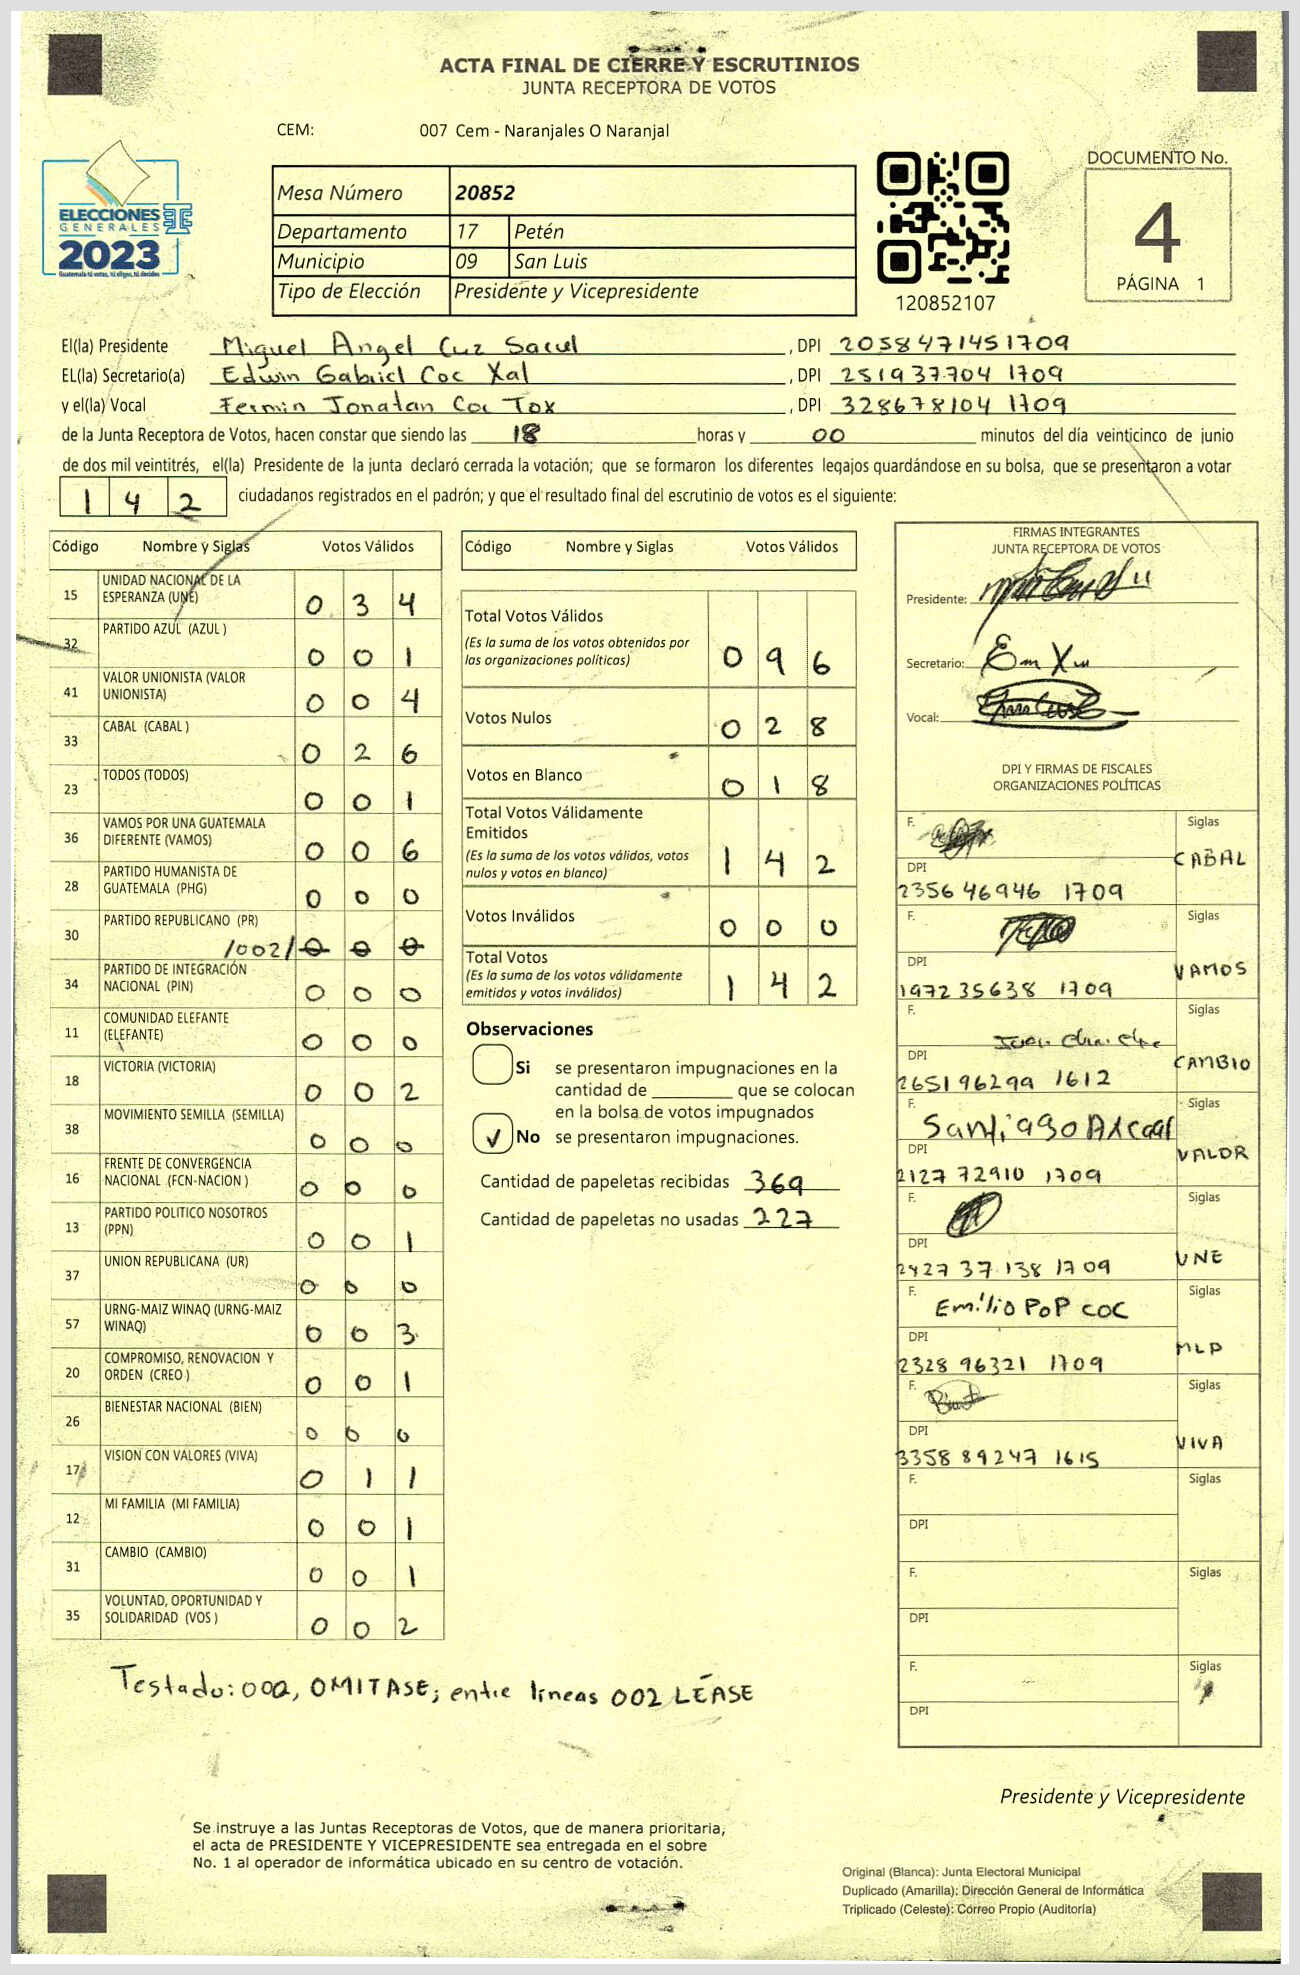 ACTA FINAL DE CIERRE Y ESCRUTINIOS
JUNTA RECEPTORA DE VOTOS
CEM: 007 Cem - Naranjales O Naranjal
ELECCIONES
GENERALES
2023
Guatemala tú votas, tú eliges, tú decides
Mesa Número 20852
Departamento 17 Petén
Municipio 09 San Luis
Tipo de Elección Presidente y Vicepresidente
120852107
DOCUMENTO No.
4
PÁGINA 1
El(la) Presidente Miguel Angel Cuz Sacul , DPI 2058471451709
EL(la) Secretario(a) Edwin Gabriel Coc Xal , DPI 251937704 1709
y el(la) Vocal Fermin Jonatan Coc Tox , DPI 328678104 1709
de la Junta Receptora de Votos, hacen constar que siendo las 18 horas y 00 minutos del día veinticinco de junio
de dos mil veintitrés, el(la) Presidente de la junta declaró cerrada la votación; que se formaron los diferentes legajos guardándose en su bolsa, que se presentaron a votar
142 ciudadanos registrados en el padrón; y que el resultado final del escrutinio de votos es el siguiente:
Código Nombre y Siglas Votos Válidos
15 UNIDAD NACIONAL DE LA
ESPERANZA (UNE) 0 3 4
32 PARTIDO AZUL (AZUL ) 0 0 1
41 VALOR UNIONISTA (VALOR
UNIONISTA) 0 0 4
33 CABAL (CABAL ) 0 2 6
23 TODOS (TODOS) 0 0 1
36 VAMOS POR UNA GUATEMALA
DIFERENTE (VAMOS) 0 0 6
28 PARTIDO HUMANISTA DE
GUATEMALA (PHG) 0 0 0
30 PARTIDO REPUBLICANO (PR)
/002/ 0 0 0
34 PARTIDO DE INTEGRACIÓN
NACIONAL (PIN) 0 0 0
11 COMUNIDAD ELEFANTE
(ELEFANTE) 0 0 0
18 VICTORIA (VICTORIA) 0 0 2
38 MOVIMIENTO SEMILLA (SEMILLA) 0 0 0
16 FRENTE DE CONVERGENCIA
NACIONAL (FCN-NACION ) 0 0 0
13 PARTIDO POLITICO NOSOTROS
(PPN) 0 0 1
37 UNION REPUBLICANA (UR) 0 0 0
57 URNG-MAIZ WINAQ (URNG-MAIZ
WINAQ) 0 0 3
20 COMPROMISO, RENOVACION Y
ORDEN (CREO ) 0 0 1
26 BIENESTAR NACIONAL (BIEN) 0 0 0
17 VISION CON VALORES (VIVA) 0 1 1
12 MI FAMILIA (MI FAMILIA) 0 0 1
31 CAMBIO (CAMBIO) 0 0 1
35 VOLUNTAD, OPORTUNIDAD Y
SOLIDARIDAD (VOS ) 0 0 2
Código Nombre y Siglas Votos Válidos
Total Votos Válidos
(Es la suma de los votos obtenidos por
las organizaciones políticas) 0 9 6
Votos Nulos 0 2 8
Votos en Blanco 0 1 8
Total Votos Válidamente
Emitidos
(Es la suma de los votos válidos, votos
nulos y votos en blanco) 1 4 2
Votos Inválidos 0 0 0
Total Votos
(Es la suma de los votos válidamente
emitidos y votos inválidos) 1 4 2
Observaciones
Si se presentaron impugnaciones en la
cantidad de ________ que se colocan
en la bolsa de votos impugnados
✓ No se presentaron impugnaciones.
Cantidad de papeletas recibidas 369
Cantidad de papeletas no usadas 227
FIRMAS INTEGRANTES
JUNTA RECEPTORA DE VOTOS
Presidente:
Secretario:
Vocal:
DPI Y FIRMAS DE FISCALES
ORGANIZACIONES POLÍTICAS
F. Siglas
CABAL
DPI
2356 46946 1709
F. Siglas
VAMOS
DPI
1972 35638 1709
F. Siglas
CAMBIO
DPI
2651 96299 1612
F. Santiago Siglas
VALOR
DPI
2127 72910 1709
F. Siglas
UNE
DPI
2427 37 138 1709
F. Emilio PoP COC Siglas
MLP
DPI
2328 96321 1709
F. Siglas
VIVA
DPI
3358 89247 1615
F. Siglas
DPI
F. Siglas
DPI
F. Siglas
DPI
Testado: 000, OMITASE; entre lineas 002 LÉASE
Presidente y Vicepresidente
Se instruye a las Juntas Receptoras de Votos, que de manera prioritaria,
el acta de PRESIDENTE Y VICEPRESIDENTE sea entregada en el sobre
No. 1 al operador de informática ubicado en su centro de votación.
Original (Blanca): Junta Electoral Municipal
Duplicado (Amarilla): Dirección General de Informática
Triplicado (Celeste): Correo Propio (Auditoría)